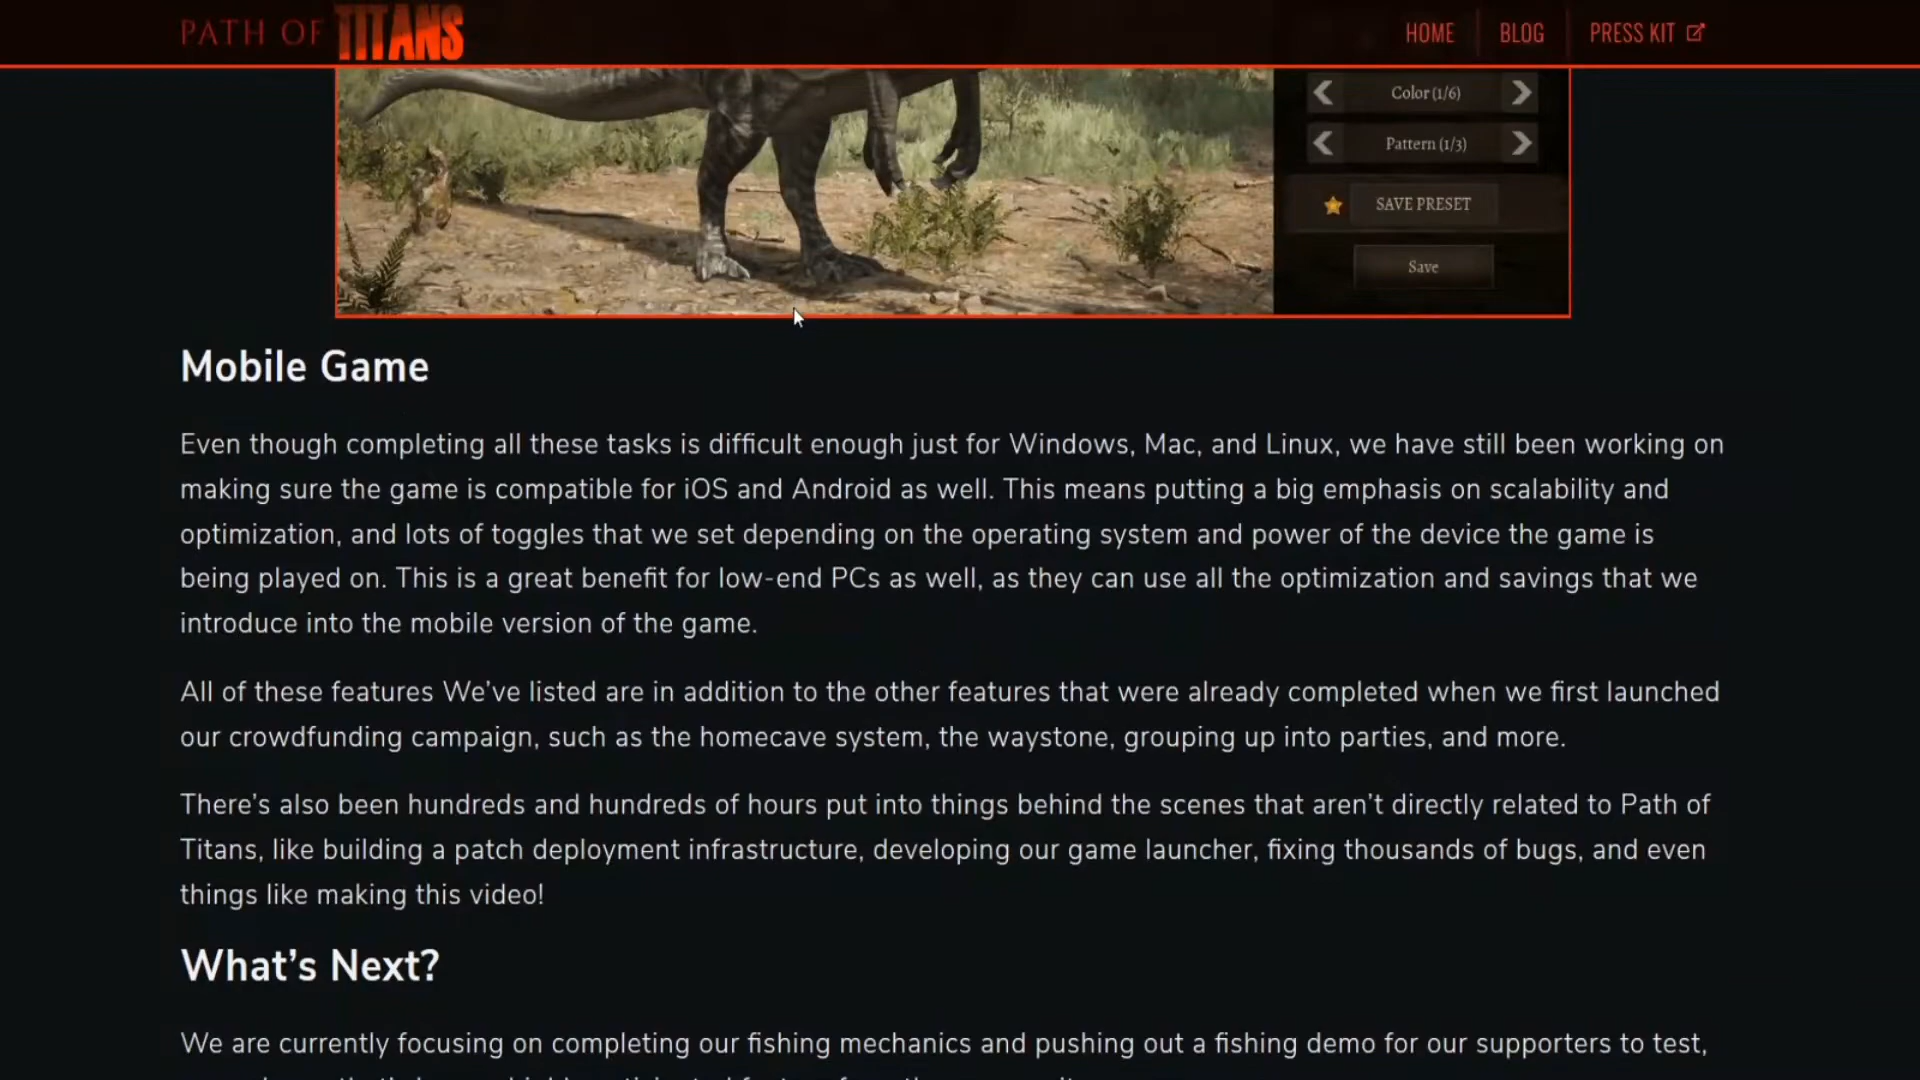 PATH OF TITANS
HOME
BLOG
PRESS KIT
Color (1/6)
Pattern (1/3)
SAVE PRESET
Save
Mobile Game
Even though completing all these tasks is difficult enough just for Windows, Mac, and Linux, we have still been working on
making sure the game is compatible for iOS and Android as well. This means putting a big emphasis on scalability and
optimization, and lots of toggles that we set depending on the operating system and power of the device the game is
being played on. This is a great benefit for low-end PCs as well, as they can use all the optimization and savings that we
introduce into the mobile version of the game.
All of these features We've listed are in addition to the other features that were already completed when we first launched
our crowdfunding campaign, such as the homecave system, the waystone, grouping up into parties, and more.
There's also been hundreds and hundreds of hours put into things behind the scenes that aren't directly related to Path of
Titans, like building a patch deployment infrastructure, developing our game launcher, fixing thousands of bugs, and even
things like making this video!
What's Next?
We are currently focusing on completing our fishing mechanics and pushing out a fishing demo for our supporters to test,